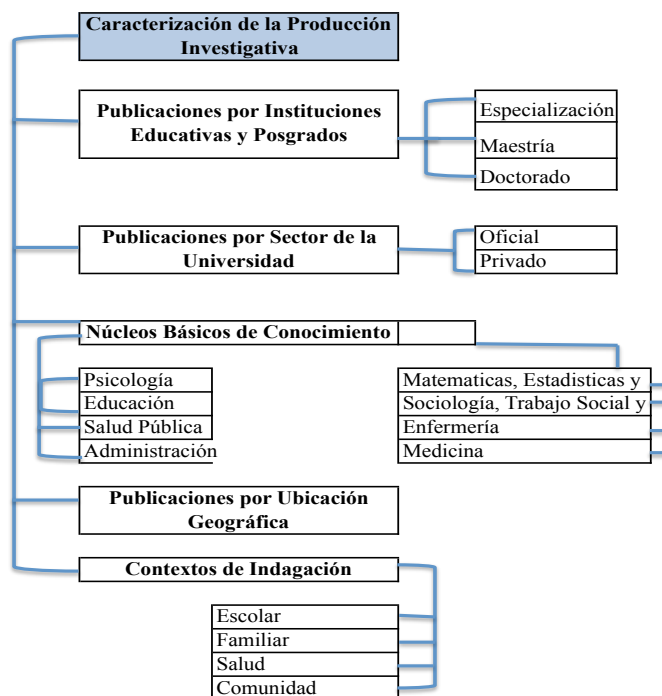 Caracterización de la Producción
Investigativa
Publicaciones por Instituciones
Educativas y Posgrados
Especialización
Maestría
Doctorado
Publicaciones por Sector de la
Universidad
Oficial
Privado
Núcleos Básicos de Conocimiento
Psicología
Educación
Salud Pública
Administración
Matematicas, Estadisticas y
Sociología, Trabajo Social y
Enfermería
Medicina
Publicaciones por Ubicación
Geográfica
Contextos de Indagación
Escolar
Familiar
Salud
Comunidad